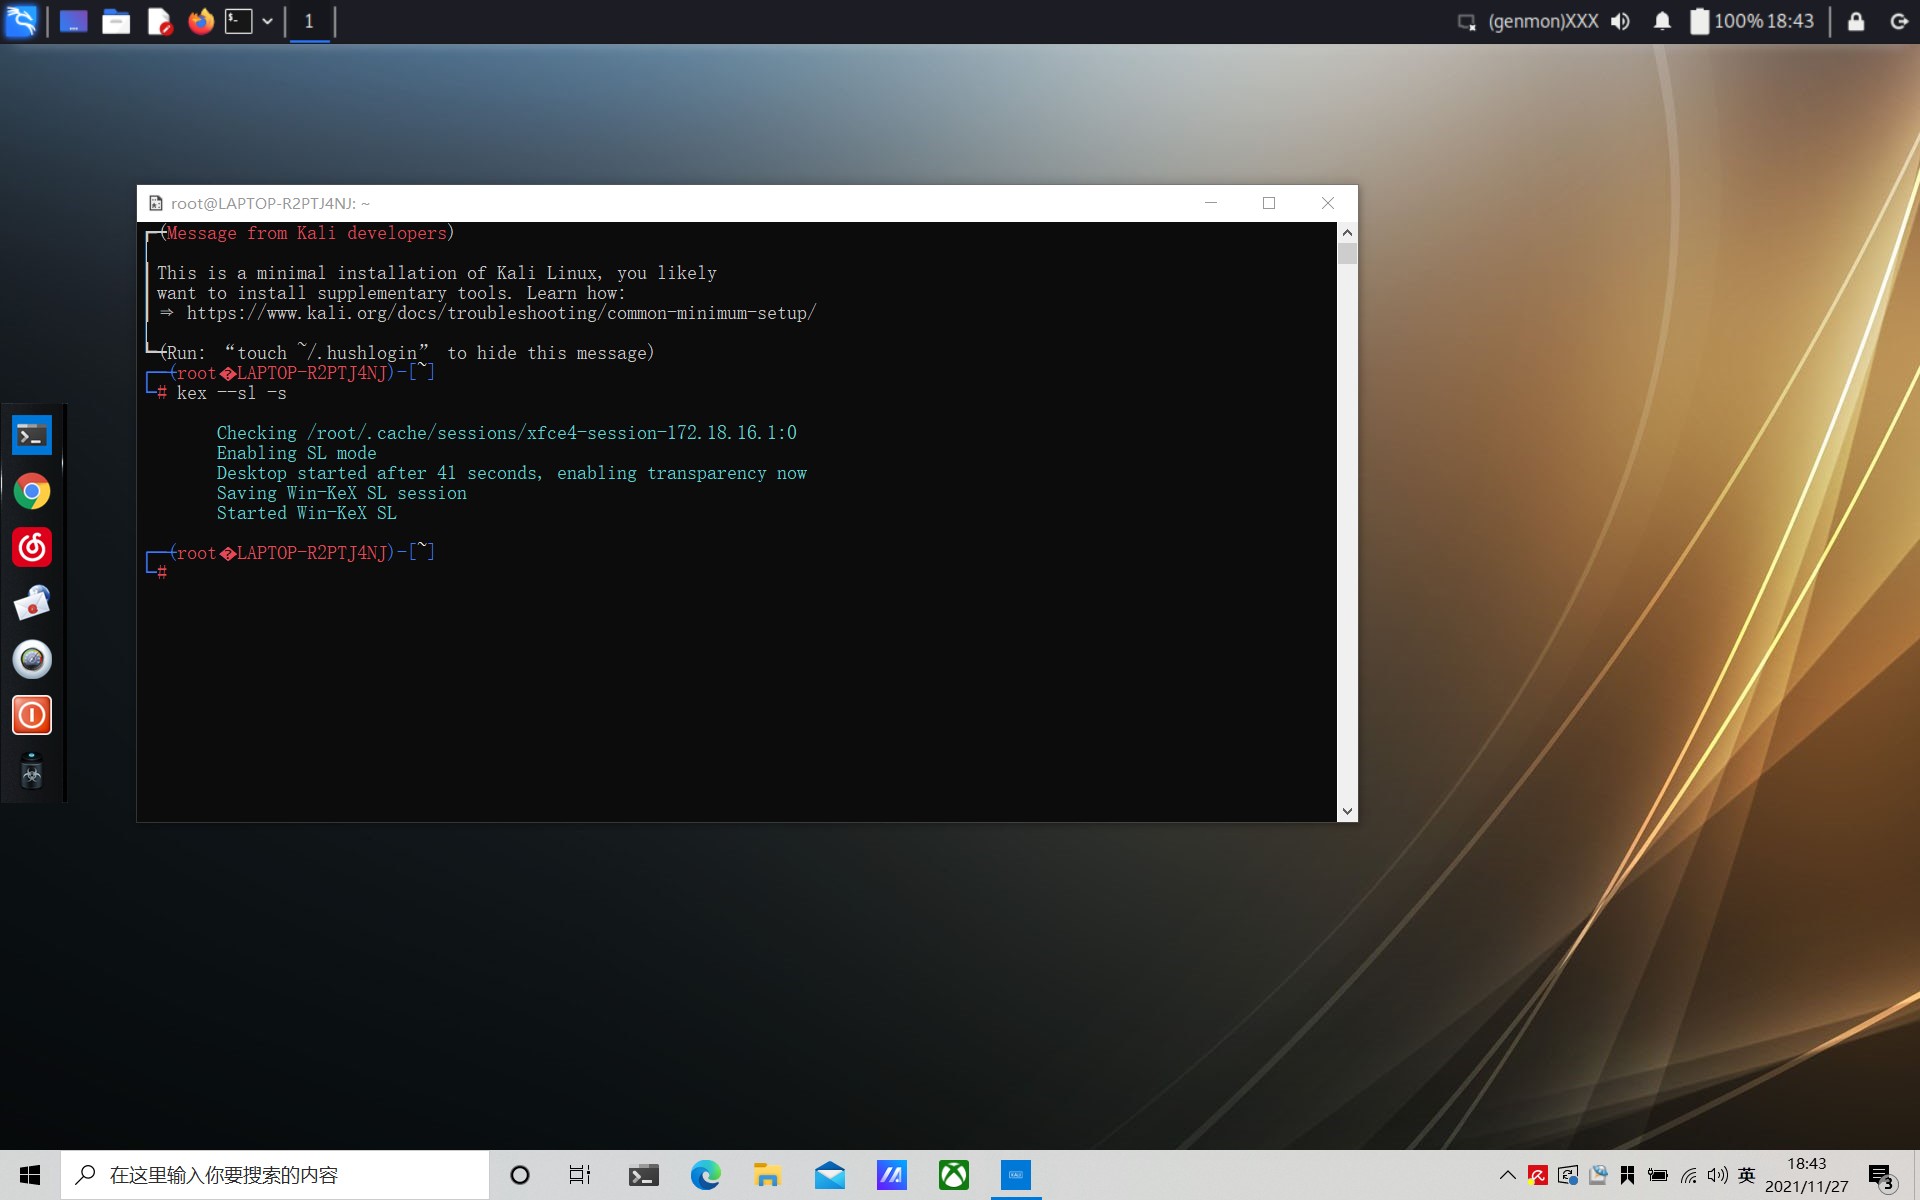 1
(genmon)XXX
100% 18:43
root@LAPTOP-R2PTJ4NJ: ~
(Message from Kali developers)
This is a minimal installation of Kali Linux, you likely
want to install supplementary tools. Learn how:
⇒ https://www.kali.org/docs/troubleshooting/common-minimum-setup/
(Run: “touch ~/.hushlogin” to hide this message)
(root�LAPTOP-R2PTJ4NJ)-[~]
# kex --sl -s
Checking /root/.cache/sessions/xfce4-session-172.18.16.1:0
Enabling SL mode
Desktop started after 41 seconds, enabling transparency now
Saving Win-KeX SL session
Started Win-KeX SL
(root�LAPTOP-R2PTJ4NJ)-[~]
#
在这里输入你要搜索的内容
英
18:43
2021/11/27
3